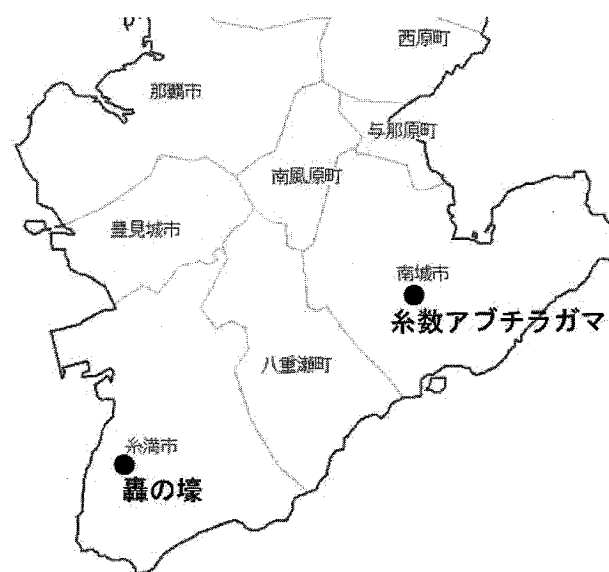 西原町
那覇市
与那原町
南風原町
豊見城市
南城市
糸数アブチラガマ
八重瀬町
糸満市
轟の壕